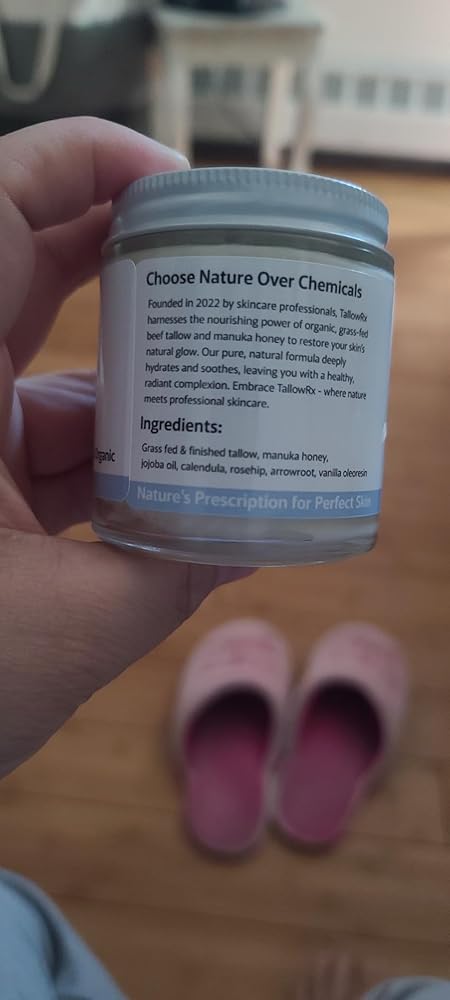 Choose Nature Over Chemicals
Founded in 2022 by skincare professionals, TallowRx
harnesses the nourishing power of organic, grass-fed
beef tallow and manuka honey to restore your skin's
natural glow. Our pure, natural formula deeply
hydrates and soothes, leaving you with a healthy,
radiant complexion. Embrace TallowRx - where nature
meets professional skincare.
Ingredients:
Grass fed & finished tallow, manuka honey,
jojoba oil, calendula, rosehip, arrowroot, vanilla oleoresin
Organic
Nature's Prescription for Perfect Skin